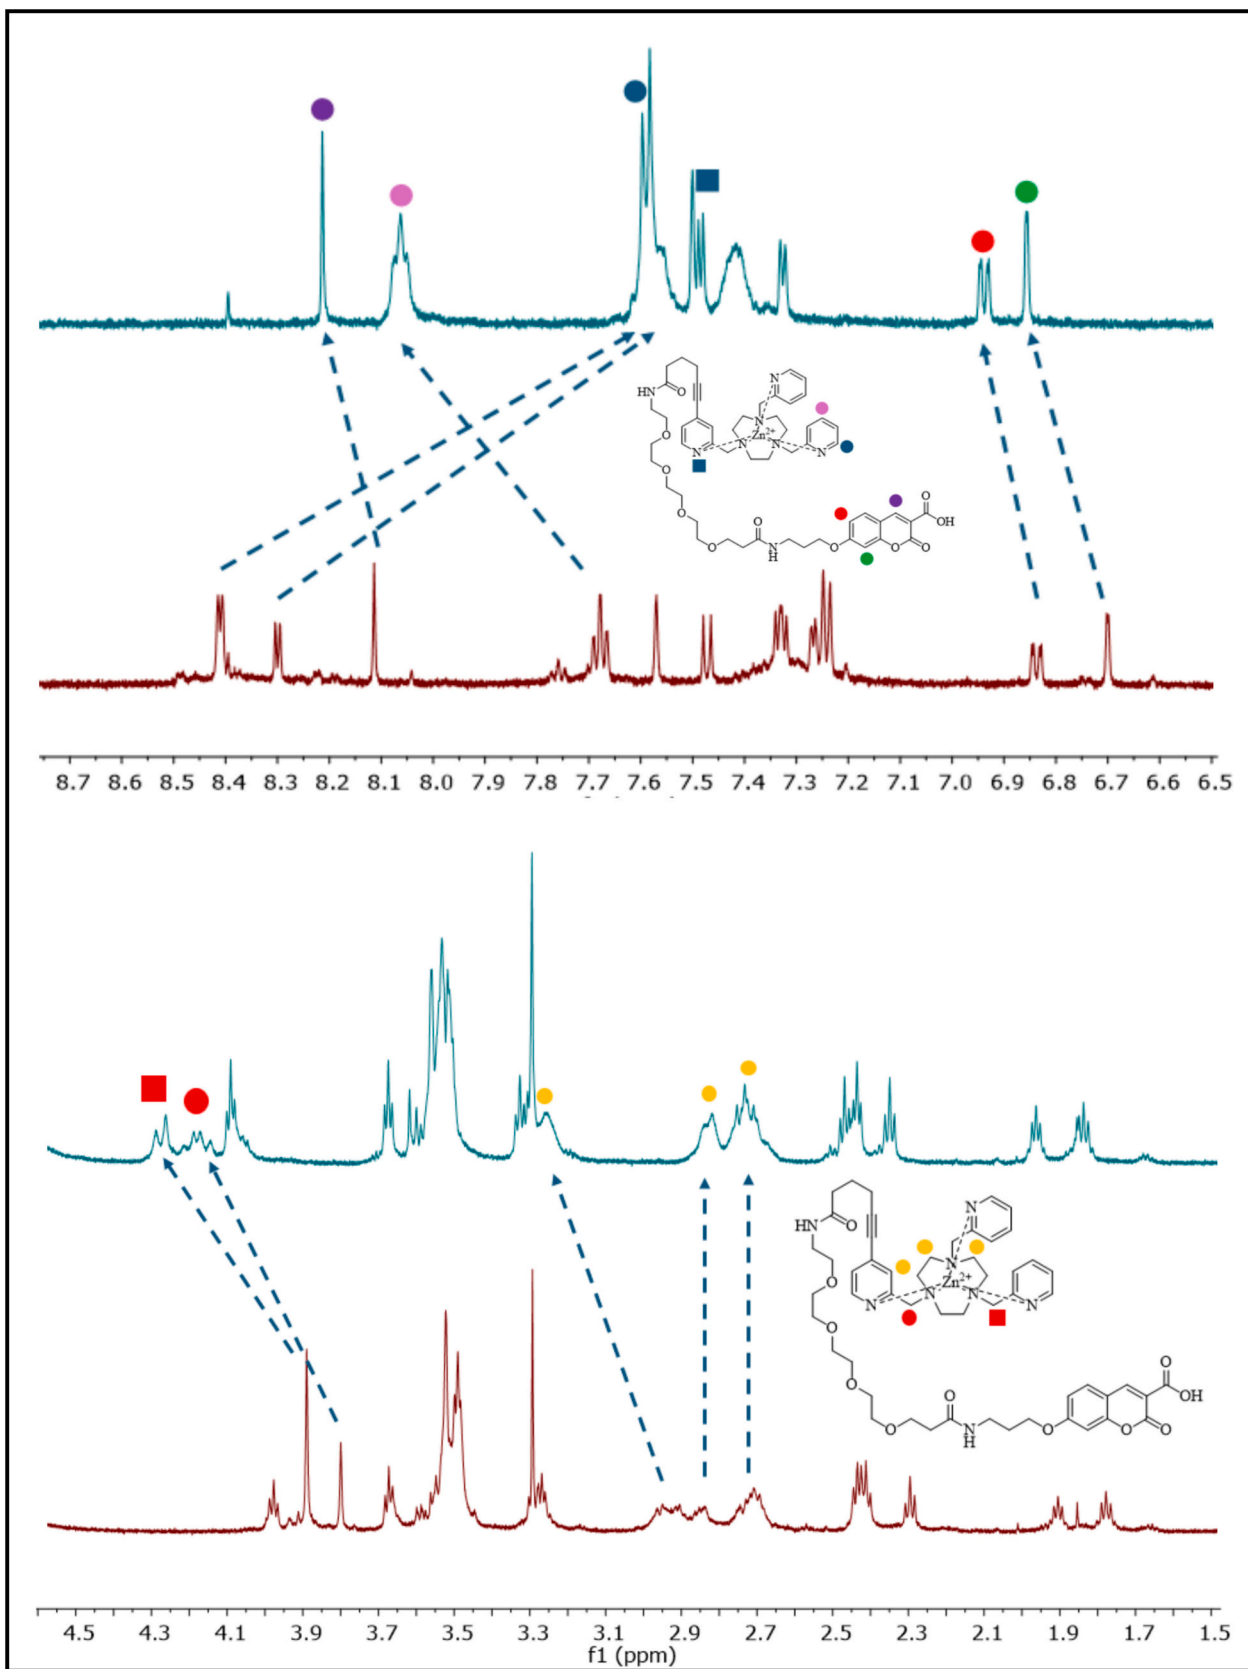 N
HN
O
N
Zn²⁺
N
N
N
N
O
O
O
O
OH
O
O
N
H
O
O
O
8.7 8.6 8.5 8.4 8.3 8.2 8.1 8.0 7.9 7.8 7.7 7.6 7.5 7.4 7.3 7.2 7.1 7.0 6.9 6.8 6.7 6.6 6.5
N
HN
O
N
Zn²⁺
N
N
N
N
O
O
O
O
OH
O
O
N
H
O
O
O
4.5 4.3 4.1 3.9 3.7 3.5 3.3 3.1 2.9 2.7 2.5 2.3 2.1 1.9 1.7 1.5
f1 (ppm)